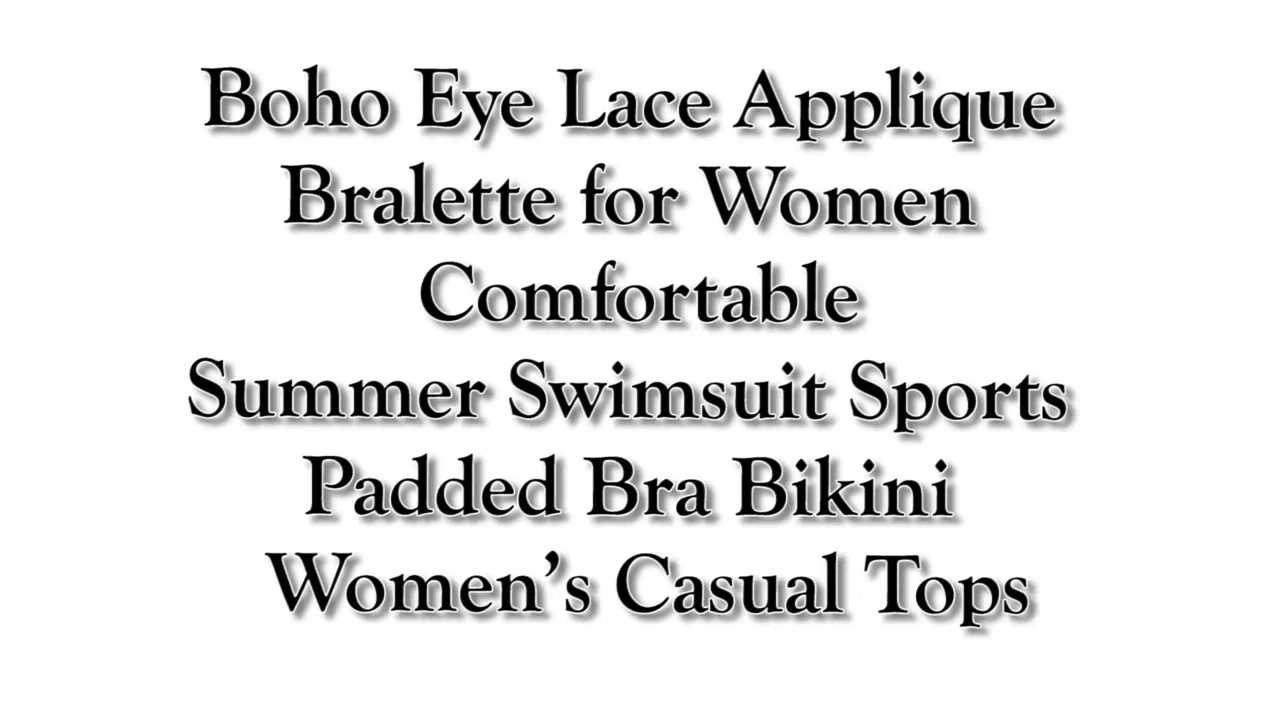 Boho Eye Lace Applique
Bralette for Women
Comfortable
Summer Swimsuit Sports
Padded Bra Bikini
Women’s Casual Tops